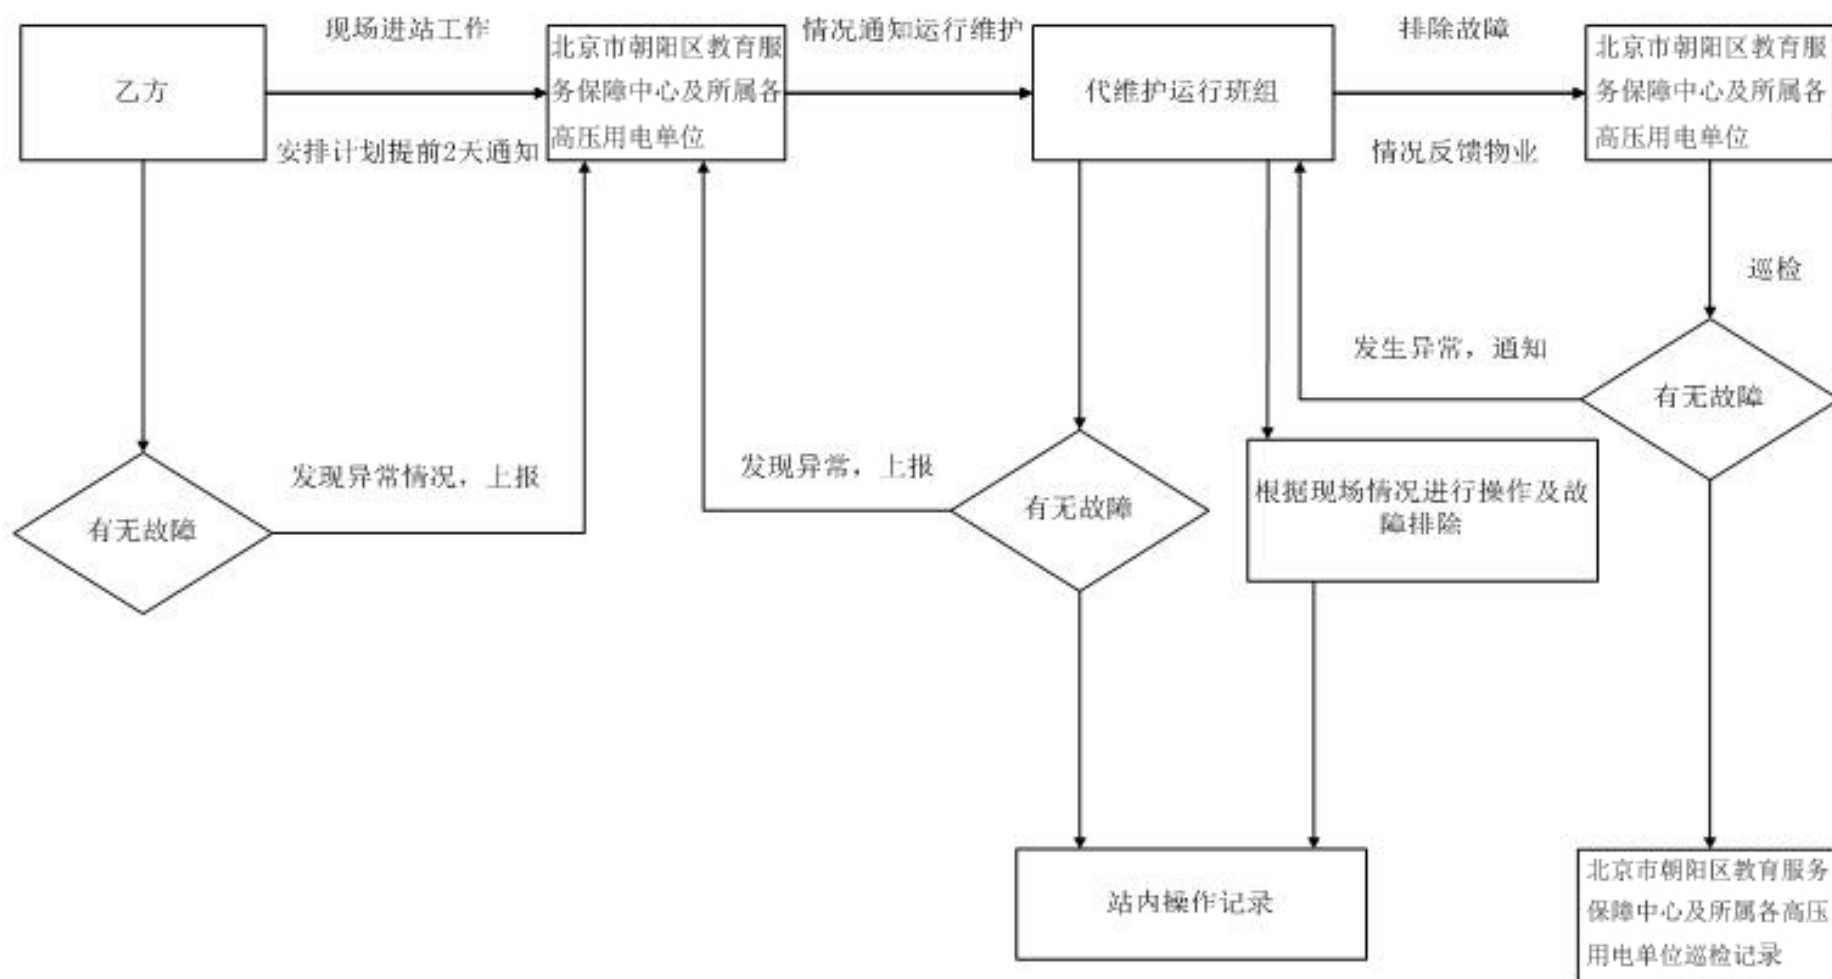 现场进站工作
情况通知运行维护
排除故障
乙方
北京市朝阳区教育服
务保障中心及所属各
高压用电单位
代维护运行班组
北京市朝阳区教育服
务保障中心及所属各
高压用电单位
安排计划提前2天通知
情况反馈物业
巡检
发生异常，通知
有无故障
发现异常情况，上报
有无故障
发现异常，上报
有无故障
根据现场情况进行操作及故
障排除
站内操作记录
北京市朝阳区教育服务
保障中心及所属各高压
用电单位巡检记录